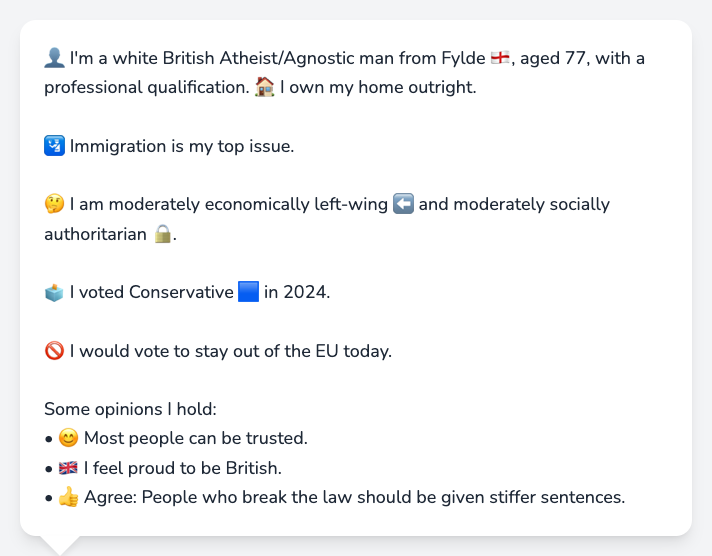 👤 I'm a white British Atheist/Agnostic man from Fylde 🏴󠁧󠁢󠁥󠁮󠁧󠁿, aged 77, with a
professional qualification. 🏠 I own my home outright.
🛂 Immigration is my top issue.
🤔 I am moderately economically left-wing ⬅️ and moderately socially
authoritarian 🔒.
🗳️ I voted Conservative 🟦 in 2024.
🚫 I would vote to stay out of the EU today.
Some opinions I hold:
• 😊 Most people can be trusted.
• 🇬🇧 I feel proud to be British.
• 👍 Agree: People who break the law should be given stiffer sentences.